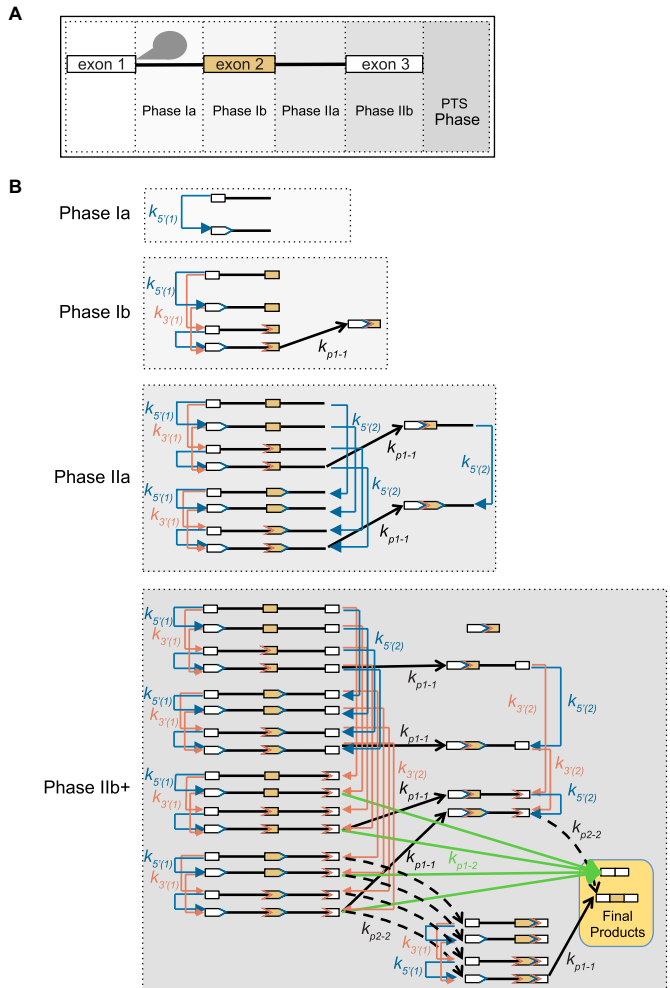 A
exon 1
exon 2
exon 3
Phase Ia
Phase Ib
Phase IIa
Phase IIb
PTS
Phase
B
Phase Ia
k5'(1)
Phase Ib
k5'(1)
k3'(1)
kp1-1
Phase IIa
k5'(1)
k3'(1)
k5'(2)
kp1-1
k5'(2)
k5'(1)
k3'(1)
k5'(2)
kp1-1
Phase IIb+
k5'(1)
k3'(1)
k5'(2)
kp1-1
k3'(2)
k5'(2)
k5'(1)
k3'(1)
kp1-1
k5'(1)
k3'(1)
k3'(2)
kp1-1
k3'(2)
k5'(2)
kp2-2
k5'(1)
k3'(1)
kp1-1
kp1-2
kp2-2
Final
Products
k3'(1)
k5'(1)
kp1-1